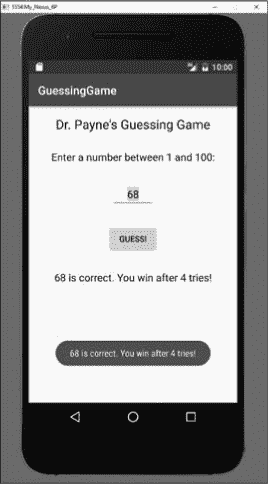 5554:My_Nexus_6P
10:00
GuessingGame
Dr. Payne's Guessing Game
Enter a number between 1 and 100:
68
GUESS!
68 is correct. You win after 4 tries!
68 is correct. You win after 4 tries!